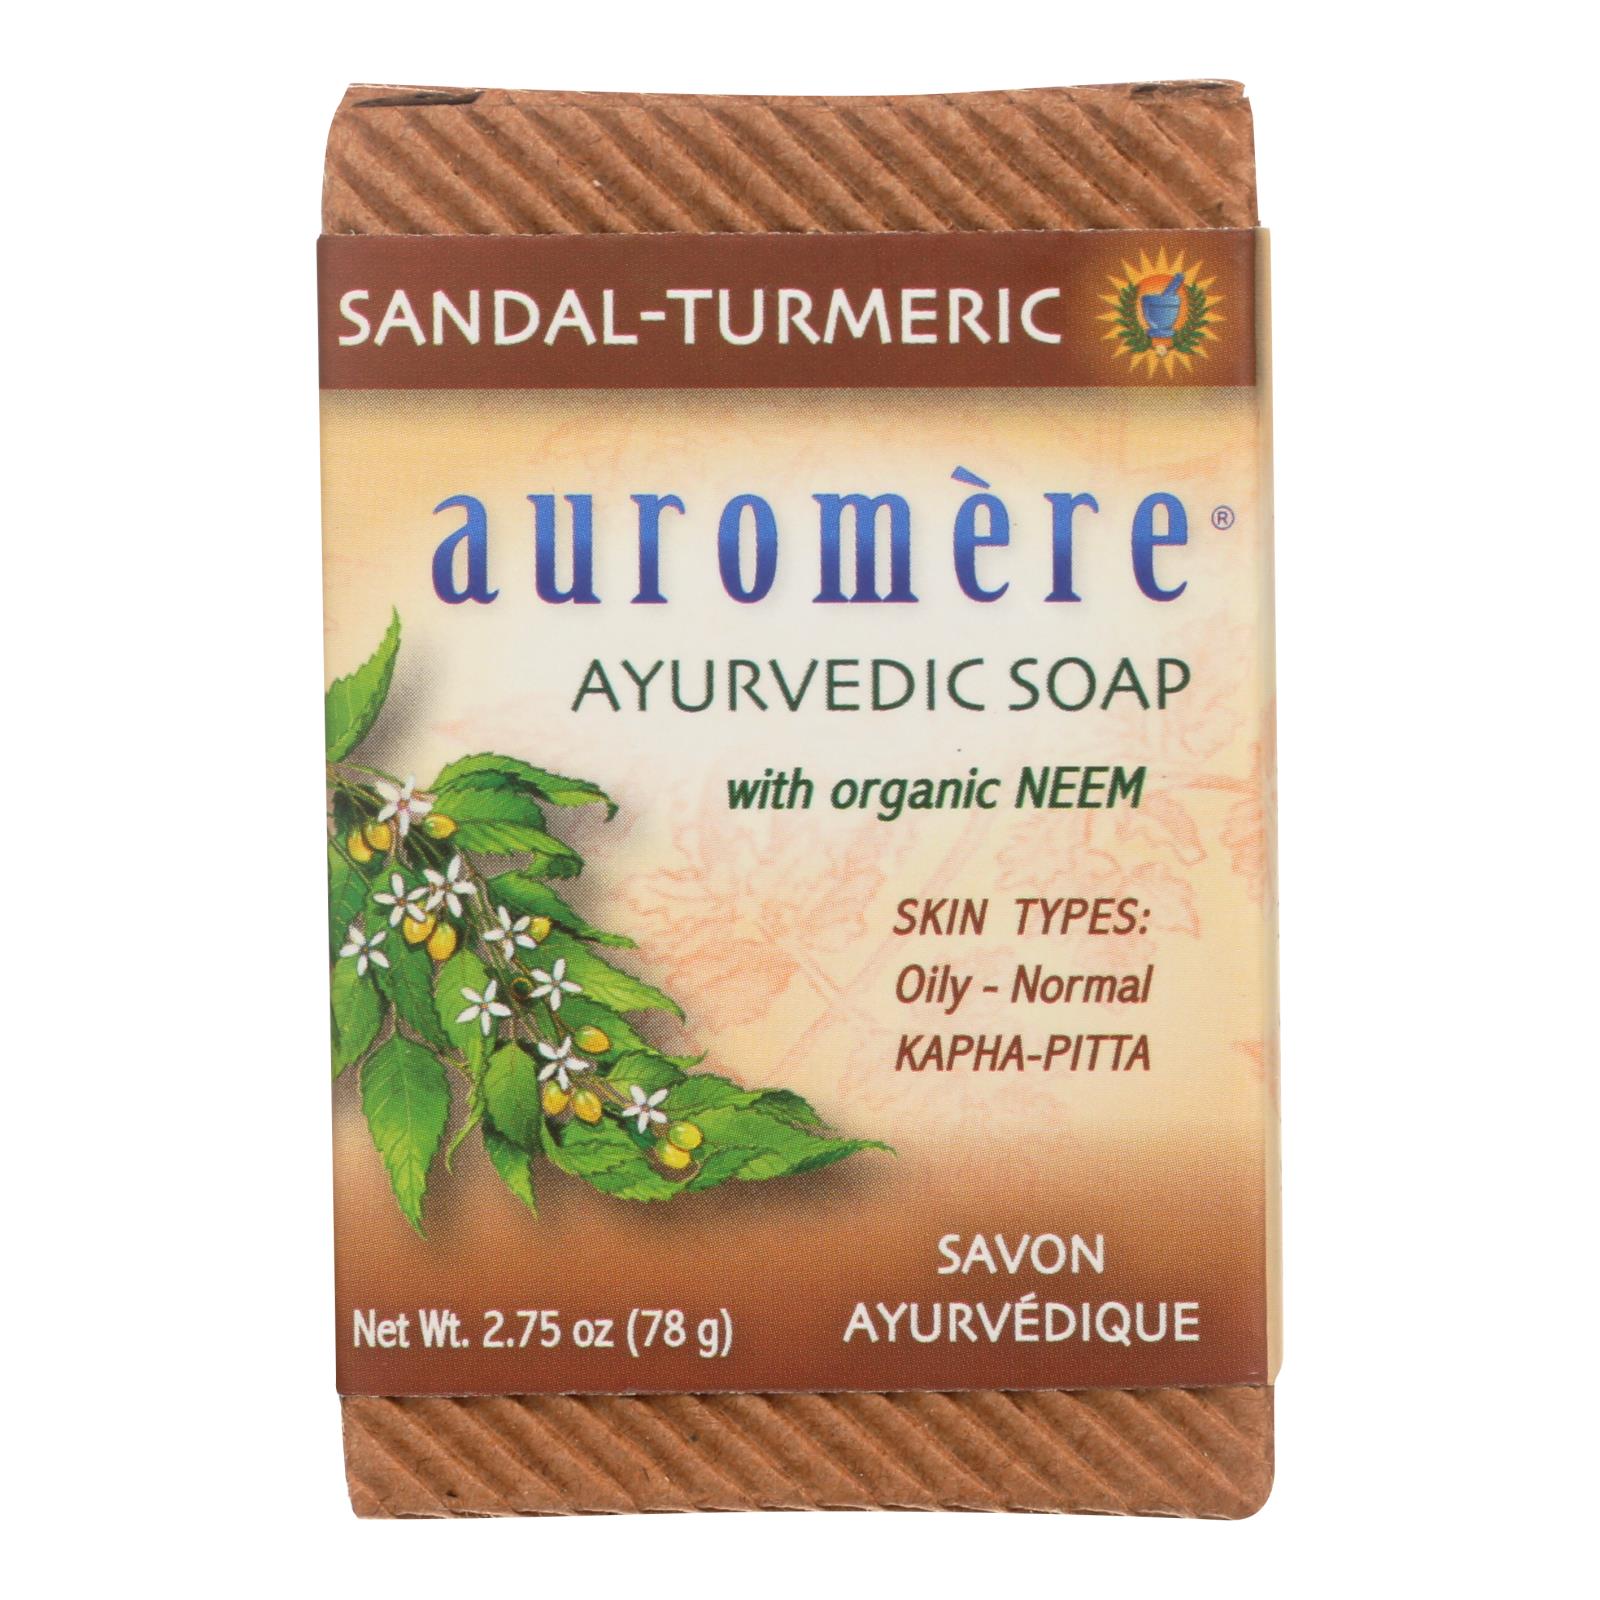 SANDAL-TURMERIC
auromère®
AYURVEDIC SOAP
with organic NEEM
SKIN TYPES:
Oily - Normal
KAPHA-PITTA
SAVON
AYURVÉDIQUE
Net Wt. 2.75 oz (78 g)